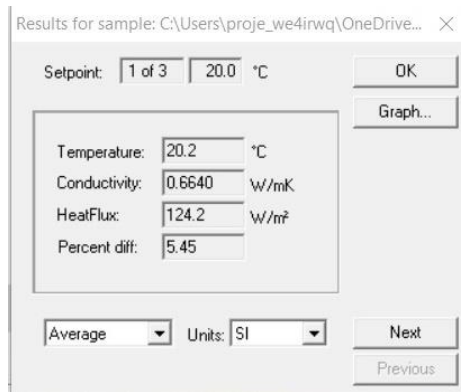 Results for sample: C:\Users\proje_we4irwq\OneDrive...
Setpoint: 1 of 3 20.0 °C OK
Graph...
Temperature: 20.2 °C
Conductivity: 0.6640 W/mK
HeatFlux: 124.2 W/m²
Percent diff: 5.45
Average Units: SI Next
Previous